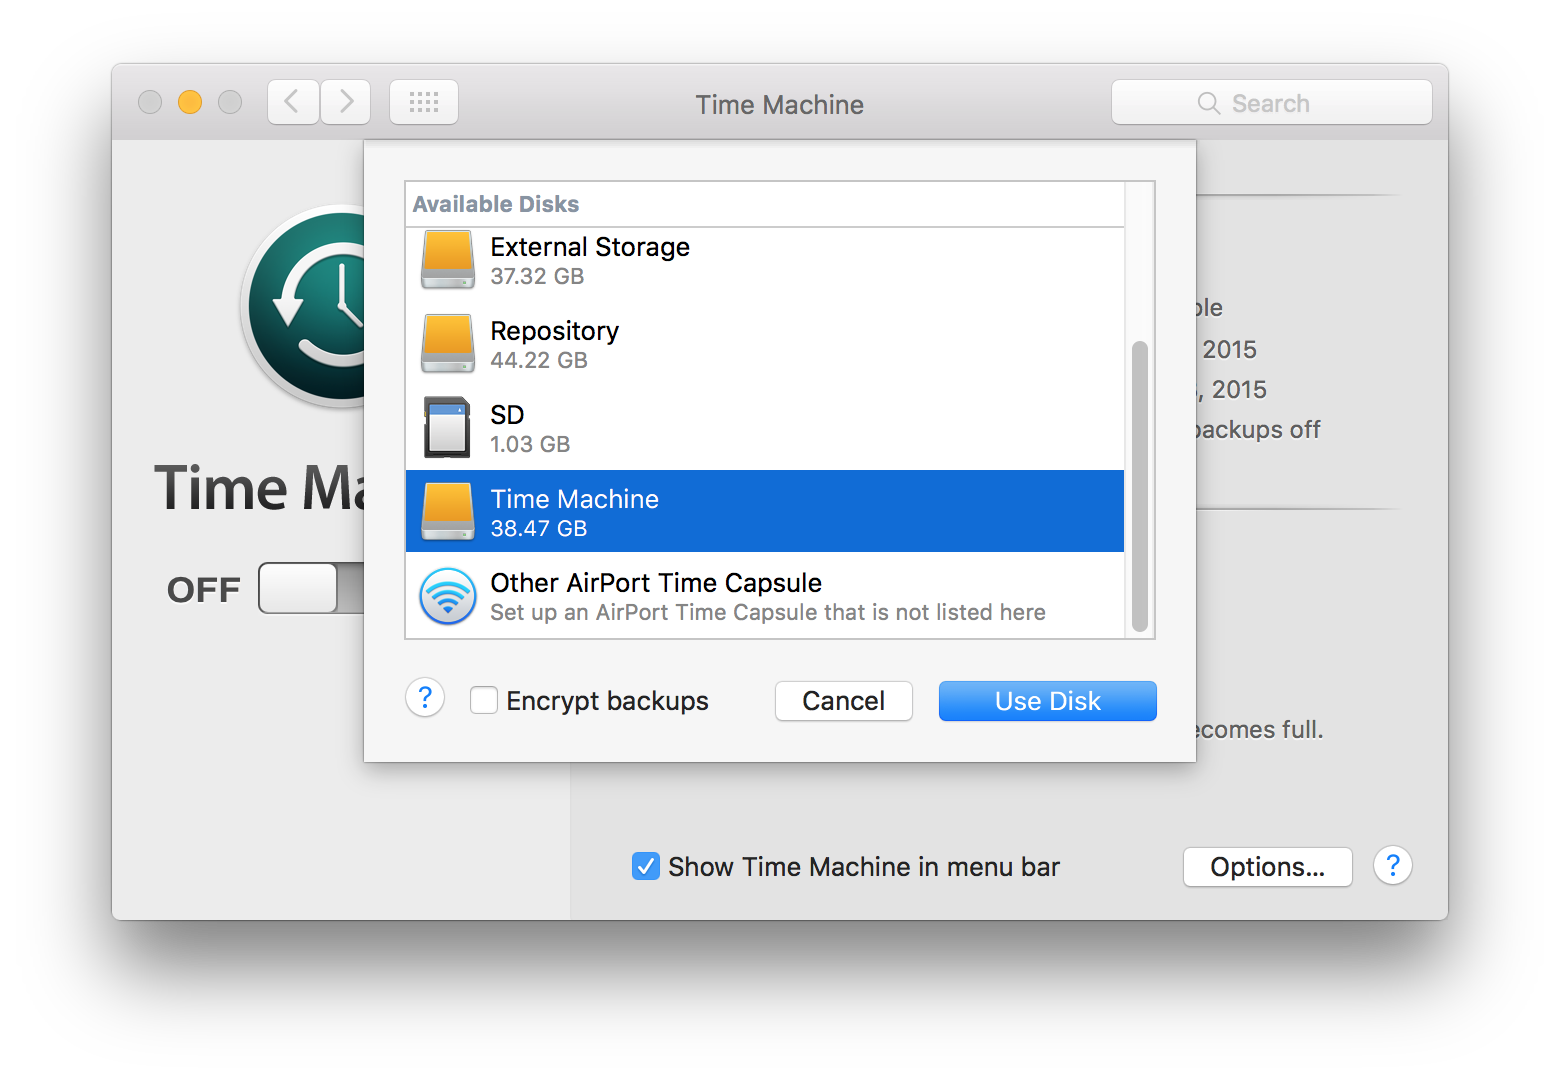 Time Machine
Search
Available Disks
External Storage
37.32 GB
Repository
44.22 GB
SD
1.03 GB
Time Machine
38.47 GB
Other AirPort Time Capsule
Set up an AirPort Time Capsule that is not listed here
? Encrypt backups Cancel Use Disk
Time Ma
OFF
2015
, 2015
backups off
ecomes full.
Show Time Machine in menu bar Options... ?